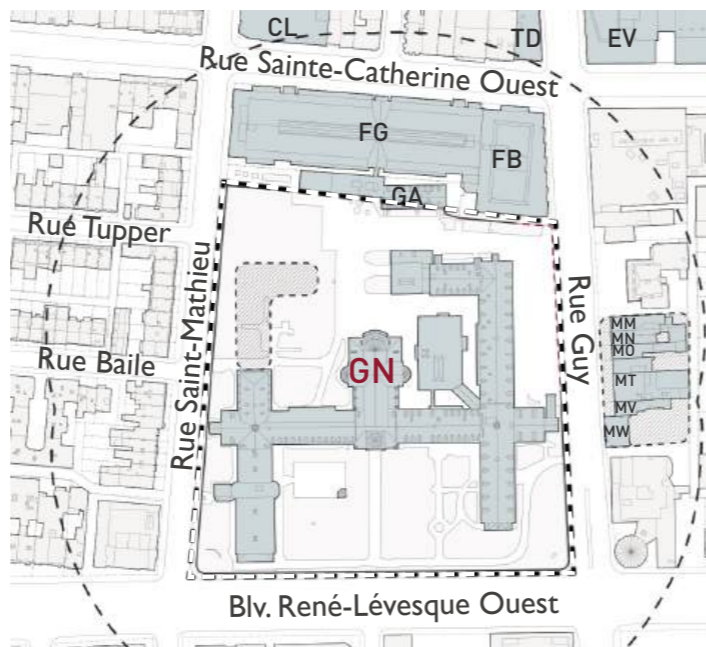 CL
TD
EV
Rue Sainte-Catherine Ouest
FG
FB
GA
Rue Tupper
Rue Saint-Mathieu
Rue Guy
MM
MN
MO
Rue Baile
GN
MT
MV
MW
Blv. René-Lévesque Ouest